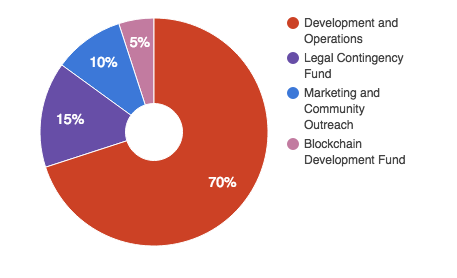 5%
10%
15%
70%
Development and
Operations
Legal Contingency
Fund
Marketing and
Community
Outreach
Blockchain
Development Fund